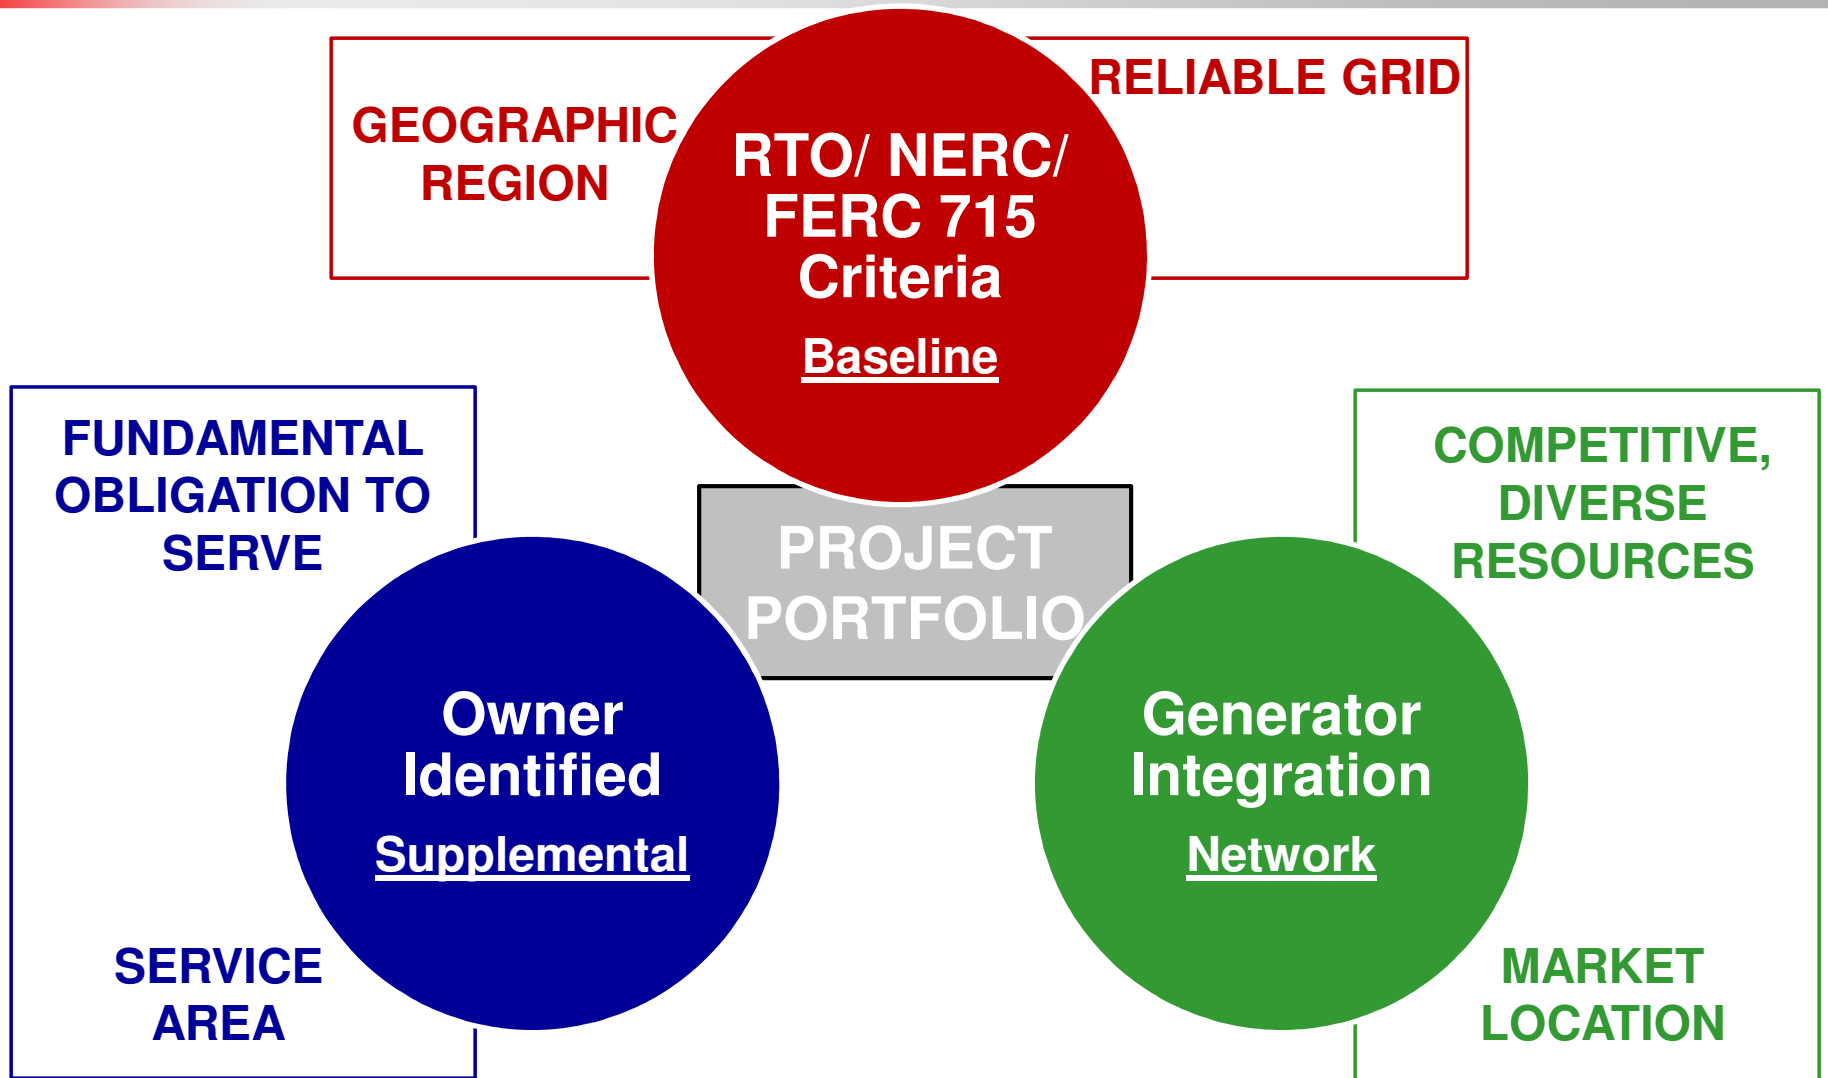 GEOGRAPHIC
REGION
RELIABLE GRID
RTO/ NERC/
FERC 715
Criteria
Baseline
FUNDAMENTAL
OBLIGATION TO
SERVE
PROJECT
PORTFOLIO
COMPETITIVE,
DIVERSE
RESOURCES
Owner
Identified
Supplemental
Generator
Integration
Network
SERVICE
AREA
MARKET
LOCATION